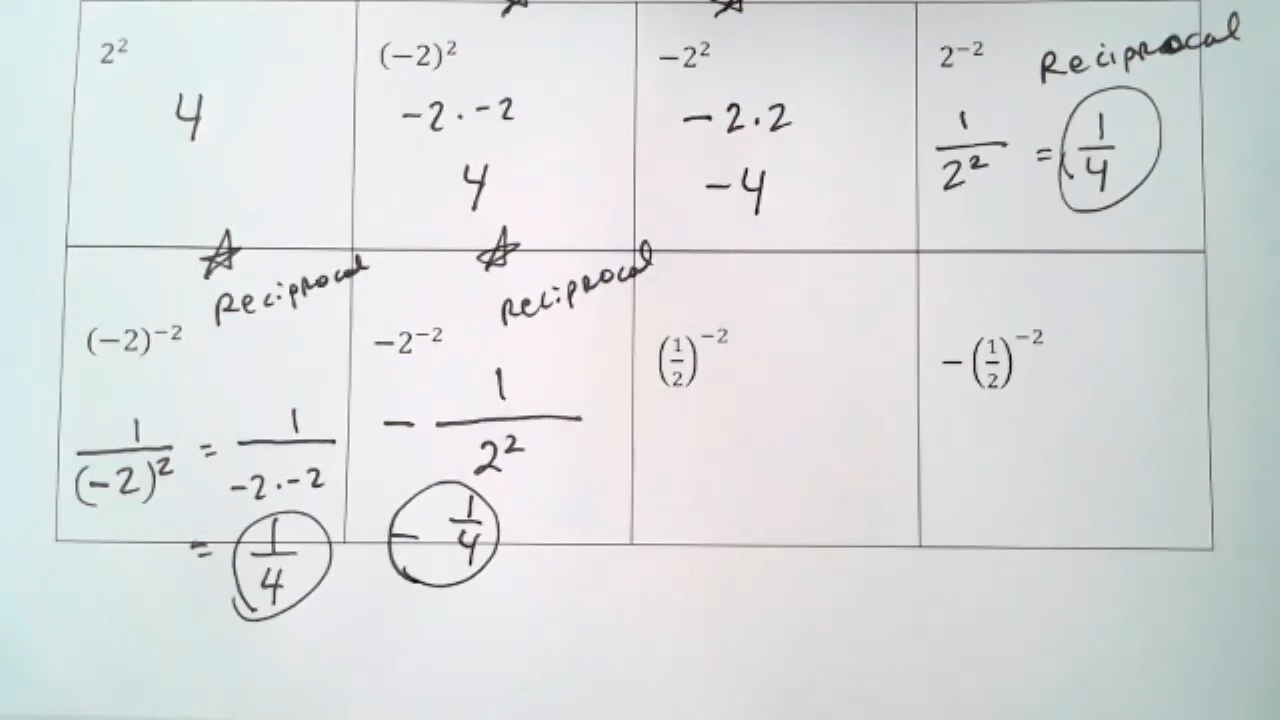 2²
4
(−2)²
-2 · -2
4
−2²
-2 · 2
-4
2⁻²
Reciprocal
1/2² = 1/4
(−2)⁻²
Reciprocal
1/(-2)² = 1/-2 · -2
= 1/4
−2⁻²
Reciprocal
- 1/2²
- 1/4
(1/2)⁻²
−(1/2)⁻²